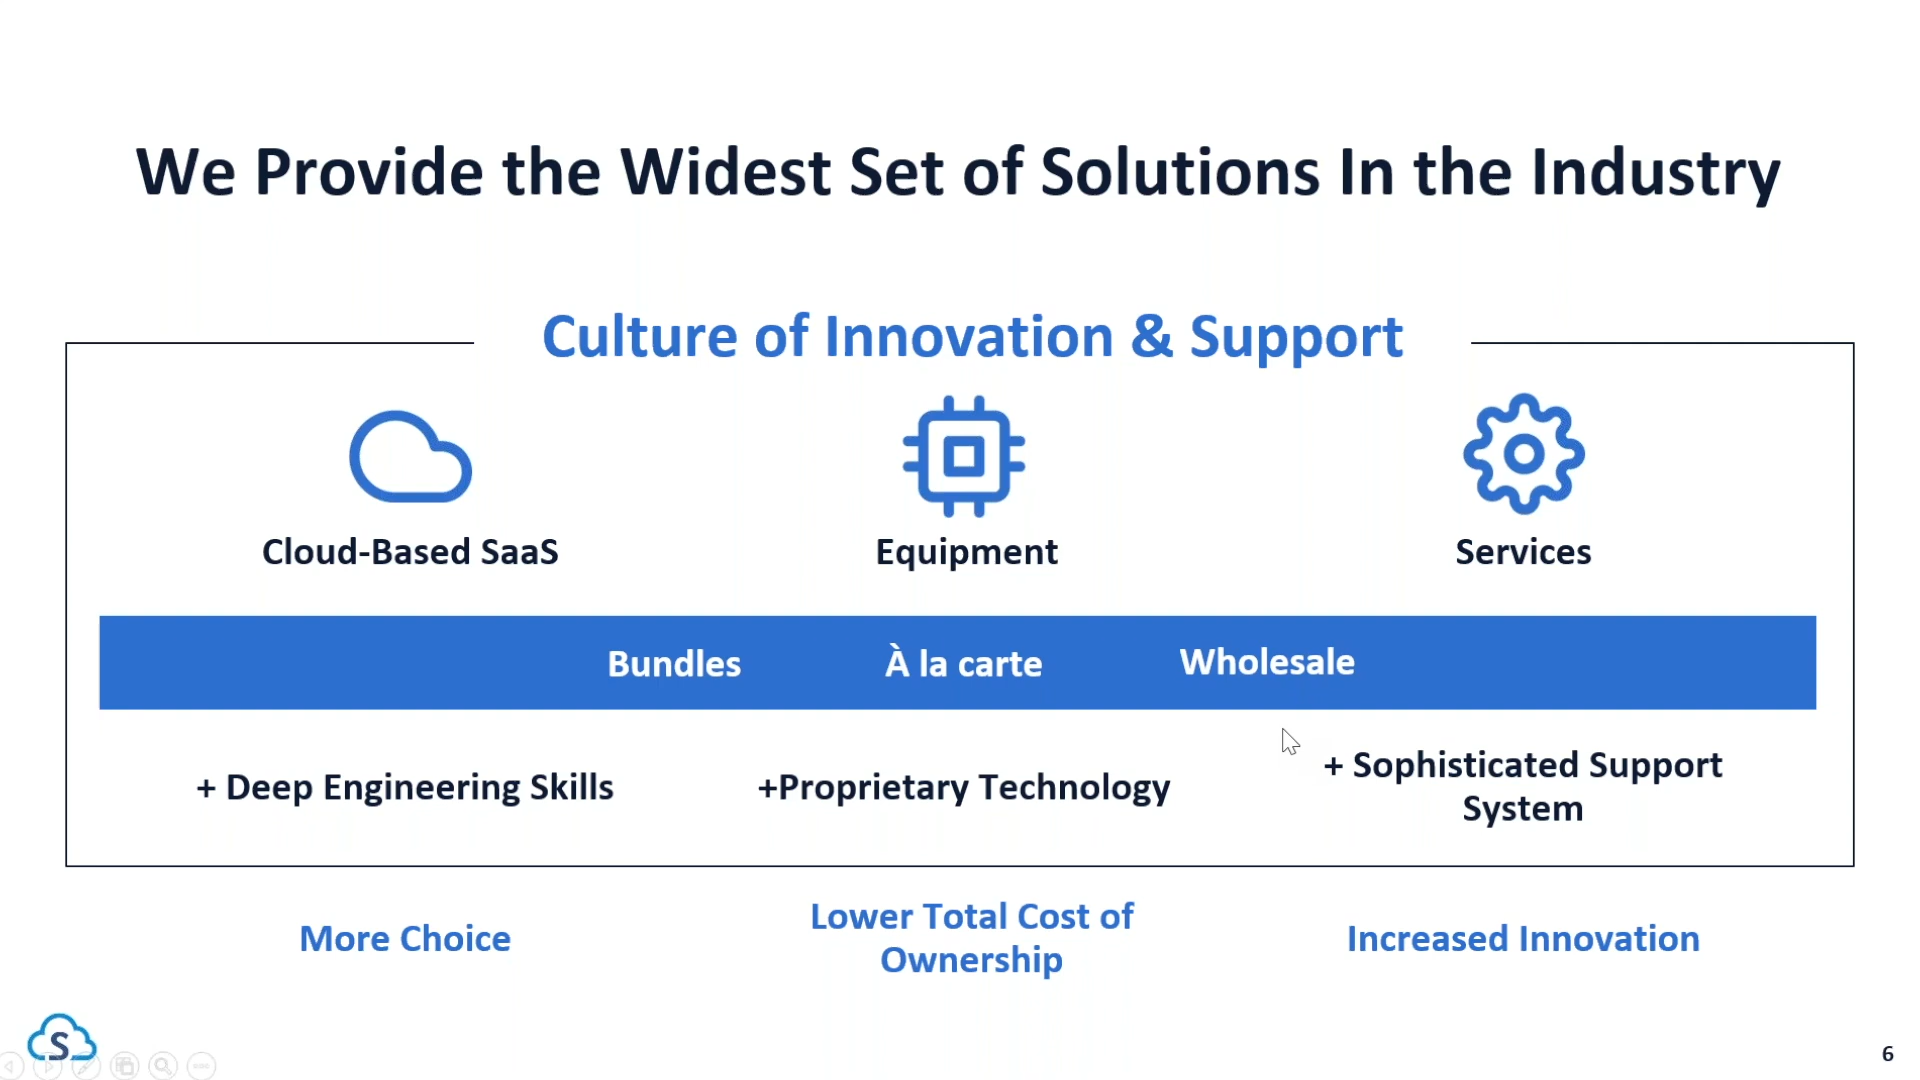 We Provide the Widest Set of Solutions In the Industry
Culture of Innovation & Support
Cloud-Based SaaS
Equipment
Services
Bundles
À la carte
Wholesale
+ Deep Engineering Skills
+Proprietary Technology
+ Sophisticated Support
System
More Choice
Lower Total Cost of
Ownership
Increased Innovation
S
6